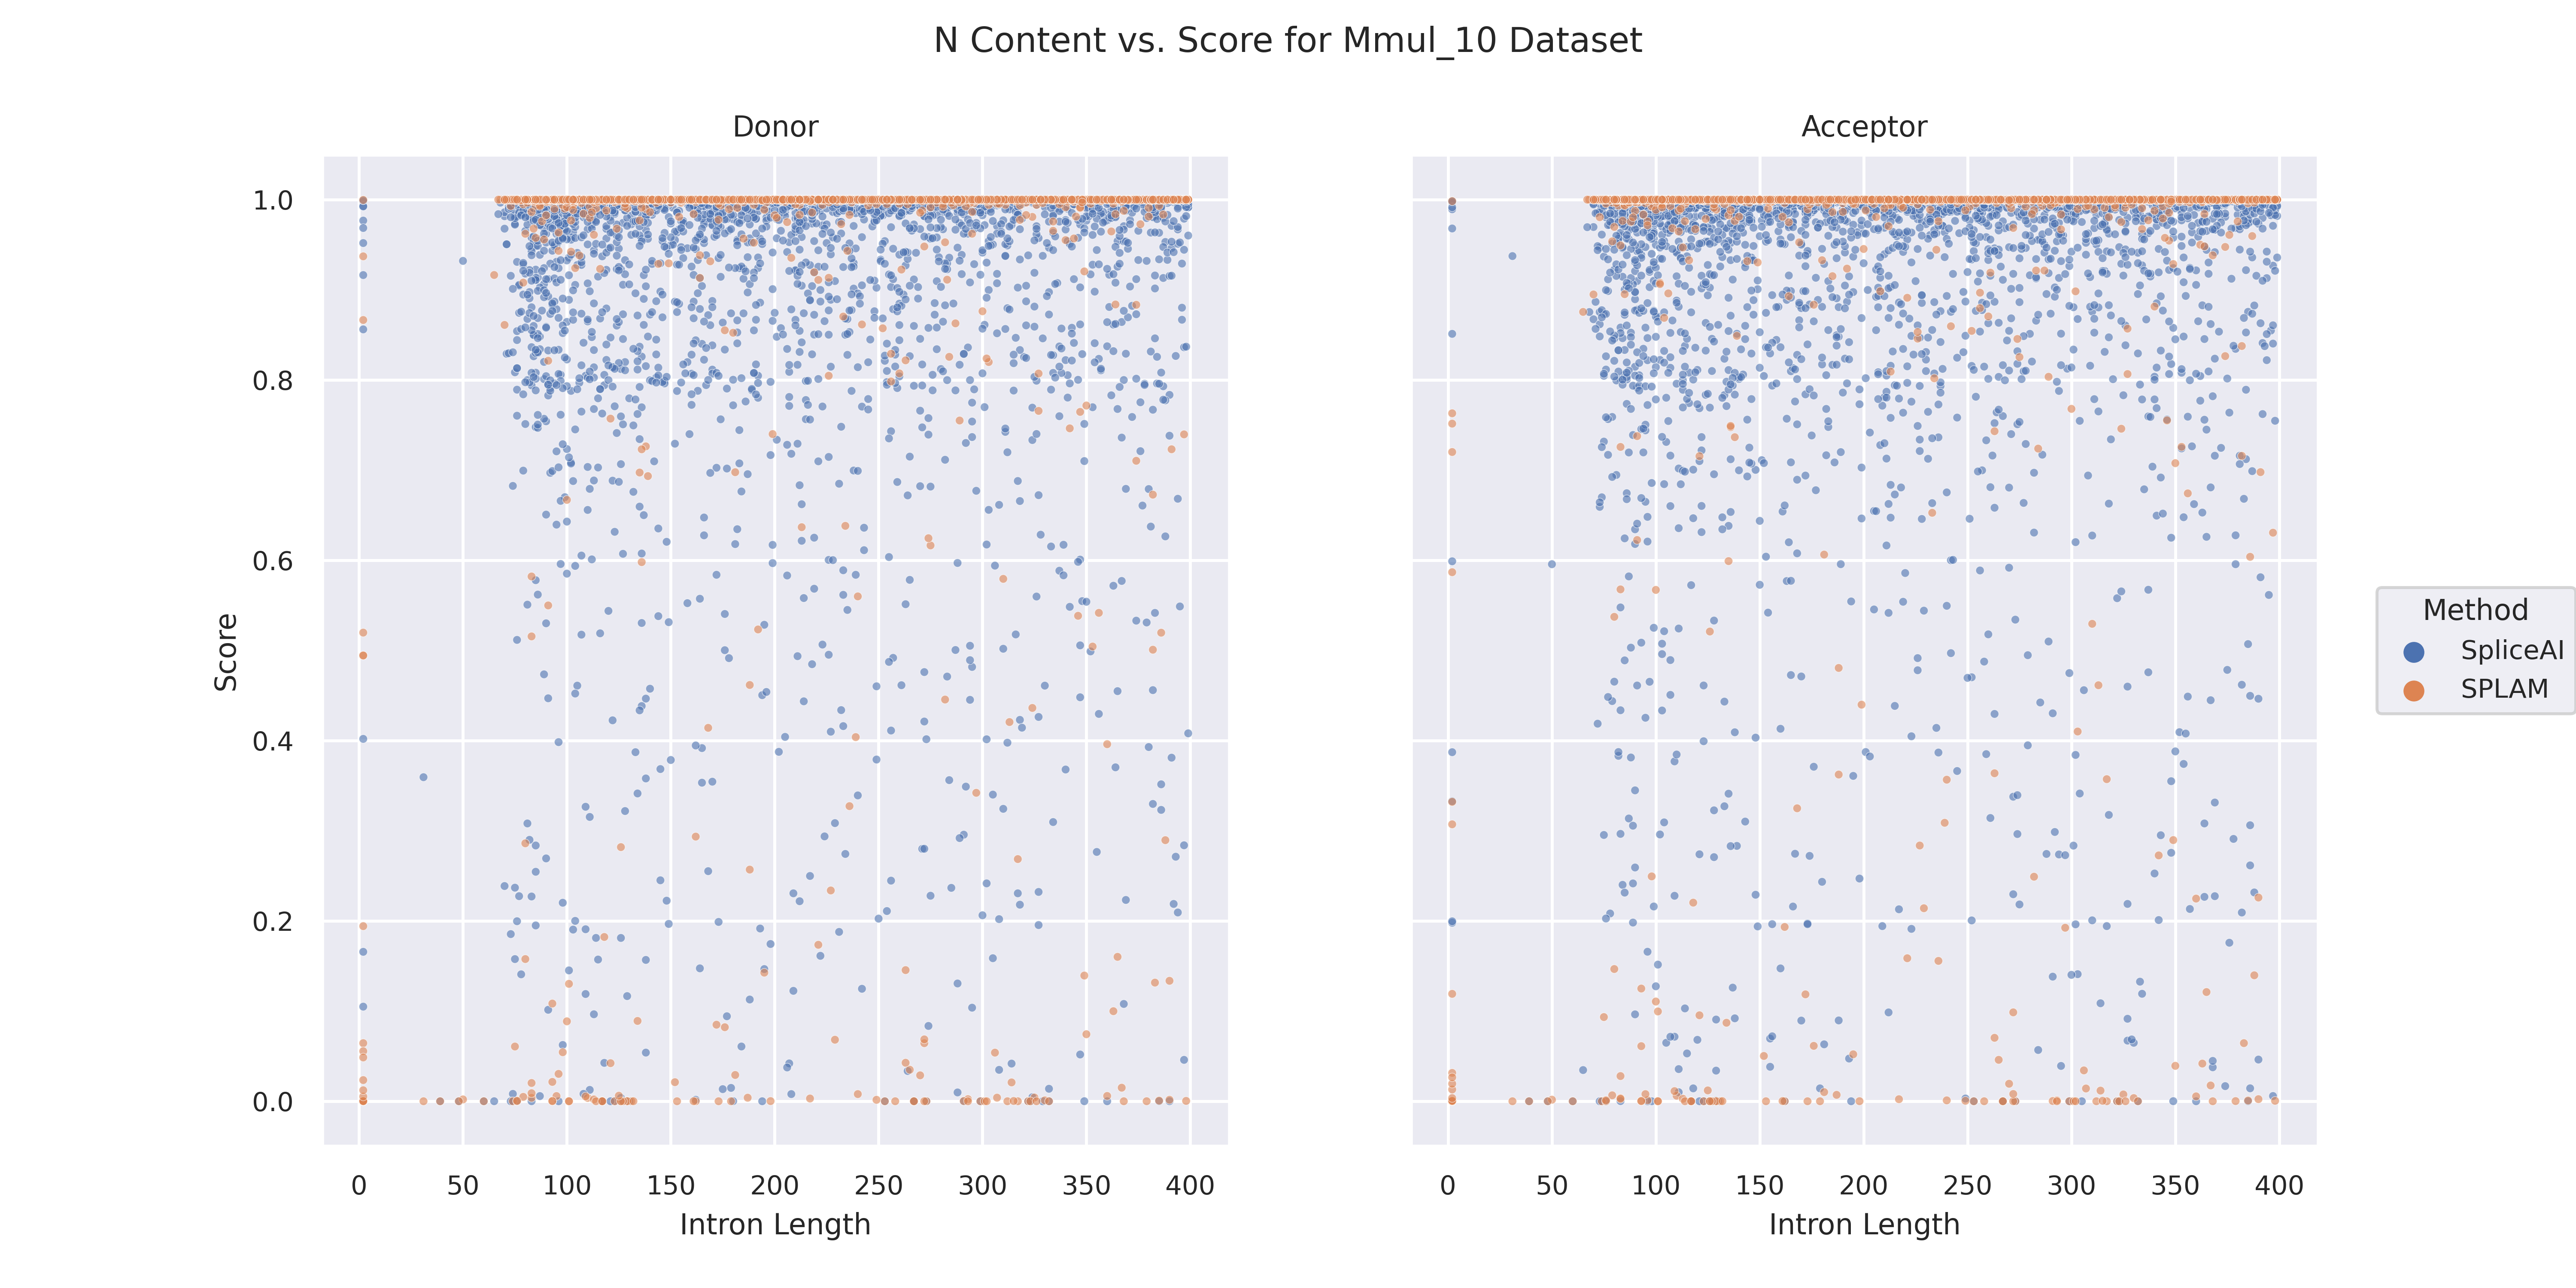 N Content vs. Score for Mmul_10 Dataset
Donor
Acceptor
Score
1.0
0.8
0.6
0.4
0.2
0.0
0 50 100 150 200 250 300 350 400
0 50 100 150 200 250 300 350 400
Intron Length
Intron Length
Method
SpliceAI
SPLAM